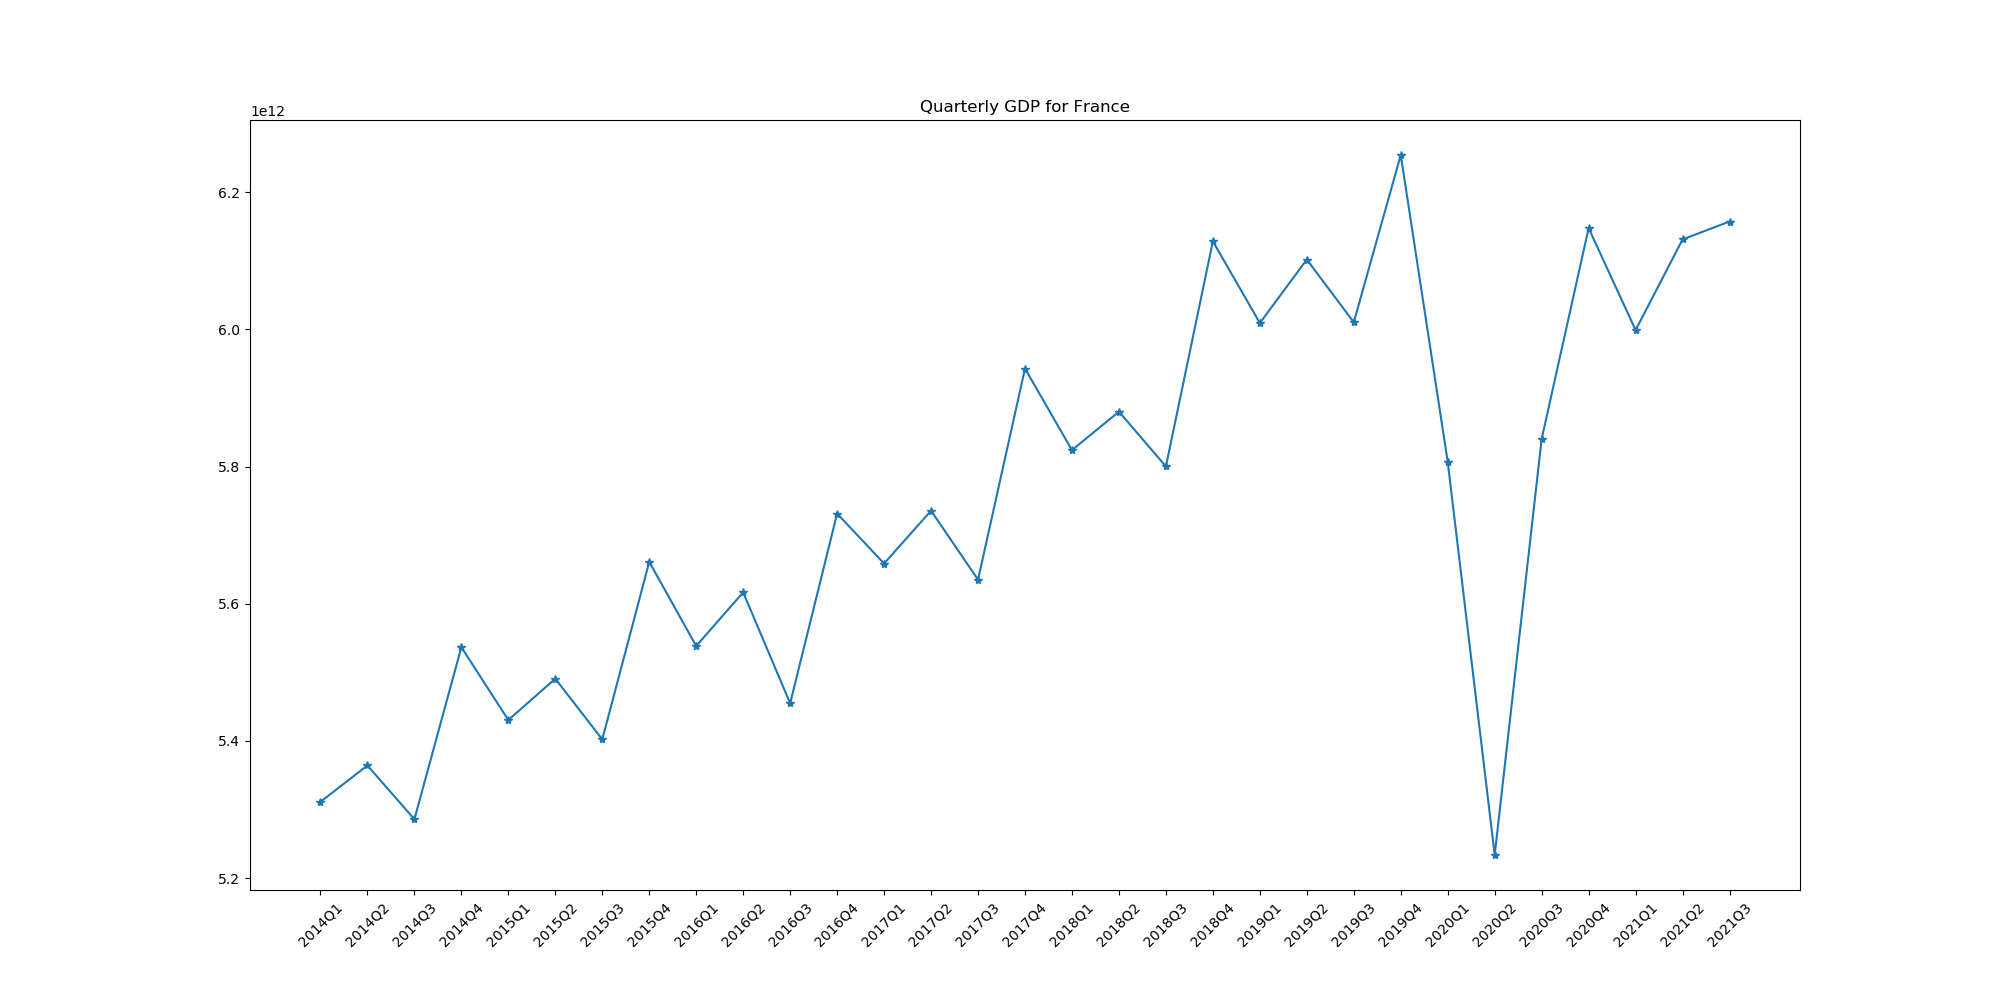 Quarterly GDP for France
1e12
6.2
6.0
5.8
5.6
5.4
5.2
2014Q1
2014Q2
2014Q3
2014Q4
2015Q1
2015Q2
2015Q3
2015Q4
2016Q1
2016Q2
2016Q3
2016Q4
2017Q1
2017Q2
2017Q3
2017Q4
2018Q1
2018Q2
2018Q3
2018Q4
2019Q1
2019Q2
2019Q3
2019Q4
2020Q1
2020Q2
2020Q3
2020Q4
2021Q1
2021Q2
2021Q3